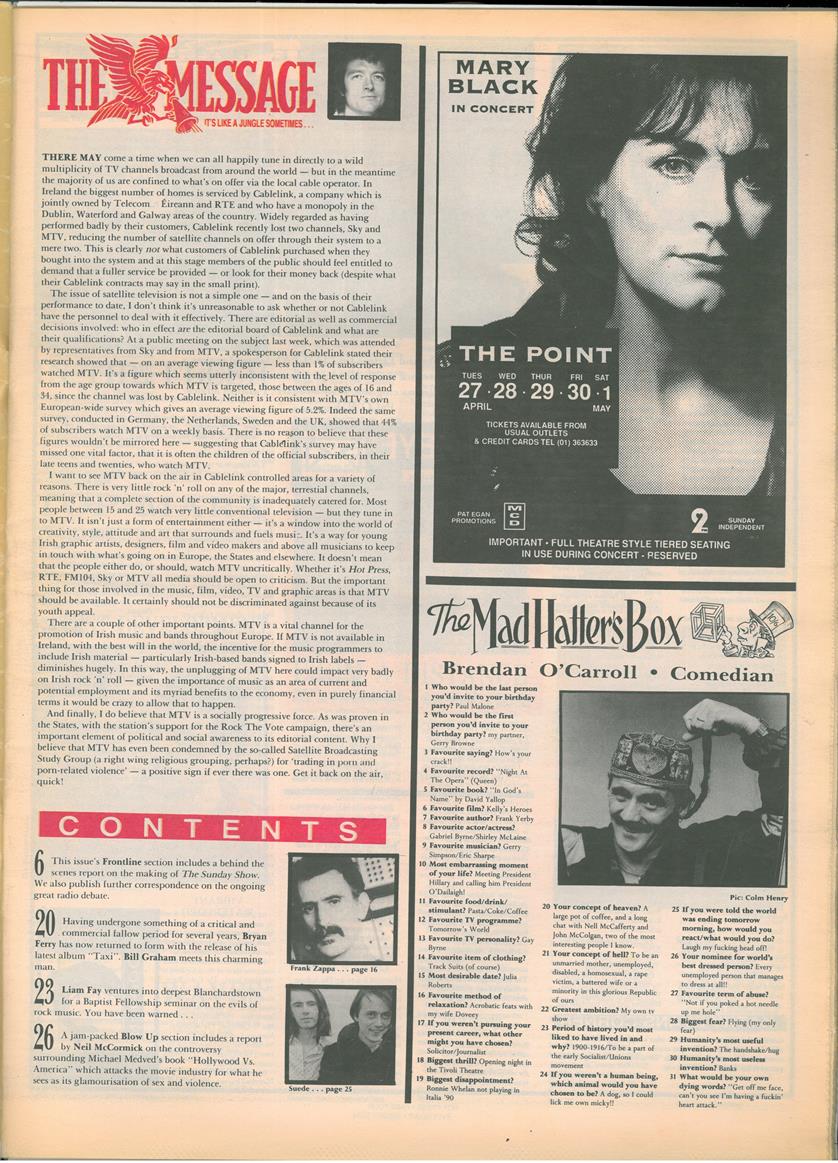 THE MESSAGE
IT'S LIKE A JUNGLE SOMETIMES...
THERE MAY come a time when we can all happily tune in directly to a wild
multiplicity of TV channels broadcast from around the world — but in the meantime
the majority of us are confined to what's on offer via the local cable operator. In
Ireland the biggest number of homes is serviced by Cablelink, a company which is
jointly owned by Telecom Éireann and RTE and who have a monopoly in the
Dublin, Waterford and Galway areas of the country. Widely regarded as having
performed badly by their customers, Cablelink recently lost two channels, Sky and
MTV, reducing the number of satellite channels on offer through their system to a
mere two. This is clearly not what customers of Cablelink purchased when they
bought into the system and at this stage members of the public should feel entitled to
demand that a fuller service be provided — or look for their money back (despite what
their Cablelink contracts may say in the small print).
The issue of satellite television is not a simple one — and on the basis of their
performance to date, I don't think it's unreasonable to ask whether or not Cablelink
have the personnel to deal with it effectively. There are editorial as well as commercial
decisions involved: who in effect are the editorial board of Cablelink and what are
their qualifications? At a public meeting on the subject last week, which was attended
by representatives from Sky and from MTV, a spokesperson for Cablelink stated their
research showed that — on an average viewing figure — less than 1% of subscribers
watched MTV. It's a figure which seems utterly inconsistent with the level of response
from the age group towards which MTV is targeted, those between the ages of 16 and
34, since the channel was lost by Cablelink. Neither is it consistent with MTV's own
European-wide survey which gives an average viewing figure of 5.2%. Indeed the same
survey, conducted in Germany, the Netherlands, Sweden and the UK, showed that 44%
of subscribers watch MTV on a weekly basis. There is no reason to believe that these
figures wouldn't be mirrored here — suggesting that Cablelink's survey may have
missed one vital factor, that it is often the children of the official subscribers, in their
late teens and twenties, who watch MTV.
I want to see MTV back on the air in Cablelink controlled areas for a variety of
reasons. There is very little rock 'n' roll on any of the major, terrestial channels,
meaning that a complete section of the community is inadequately catered for. Most
people between 15 and 25 watch very little conventional television — but they tune in
to MTV. It isn't just a form of entertainment either — it's a window into the world of
creativity, style, attitude and art that surrounds and fuels music. It's a way for young
Irish graphic artists, designers, film and video makers and above all musicians to keep
in touch with what's going on in Europe, the States and elsewhere. It doesn't mean
that the people either do, or should, watch MTV uncritically. Whether it's Hot Press,
RTE, FM104, Sky or MTV all media should be open to criticism. But the important
thing for those involved in the music, film, video, TV and graphic areas is that MTV
should be available. It certainly should not be discriminated against because of its
youth appeal.
There are a couple of other important points. MTV is a vital channel for the
promotion of Irish music and bands throughout Europe. If MTV is not available in
Ireland, with the best will in the world, the incentive for the music programmers to
include Irish material — particularly Irish-based bands signed to Irish labels —
diminishes hugely. In this way, the unplugging of MTV here could impact very badly
on Irish rock 'n' roll — given the importance of music as an area of current and
potential employment and its myriad benefits to the economy, even in purely financial
terms it would be crazy to allow that to happen.
And finally, I do believe that MTV is a socially progressive force. As was proven in
the States, with the station's support for the Rock The Vote campaign, there's an
important element of political and social awareness to its editorial content. Why I
believe that MTV has even been condemned by the so-called Satellite Broadcasting
Study Group (a right wing religious grouping, perhaps?) for 'trading in porn and
porn-related violence' — a positive sign if ever there was one. Get it back on the air,
quick!
CONTENTS
6 This issue's Frontline section includes a behind the
scenes report on the making of The Sunday Show.
We also publish further correspondence on the ongoing
great radio debate.
20 Having undergone something of a critical and
commercial fallow period for several years, Bryan
Ferry has now returned to form with the release of his
latest album "Taxi". Bill Graham meets this charming
man.
23 Liam Fay ventures into deepest Blanchardstown
for a Baptist Fellowship seminar on the evils of
rock music. You have been warned . . .
26 A jam-packed Blow Up section includes a report
by Neil McCormick on the controversy
surrounding Michael Medved's book "Hollywood Vs.
America" which attacks the movie industry for what he
sees as its glamourisation of sex and violence.
Frank Zappa . . . page 16
Suede . . . page 25
MARY
BLACK
IN CONCERT
THE POINT
TUES WED THUR FRI SAT
27 · 28 · 29 · 30 · 1
APRIL MAY
TICKETS AVAILABLE FROM
USUAL OUTLETS
& CREDIT CARDS TEL (01) 363633
PAT EGAN
PROMOTIONS
MCD
2
SUNDAY
INDEPENDENT
IMPORTANT · FULL THEATRE STYLE TIERED SEATING
IN USE DURING CONCERT - RESERVED
The Mad Hatter's Box
Brendan O'Carroll • Comedian
1 Who would be the last person
you'd invite to your birthday
party? Paul Malone
2 Who would be the first
person you'd invite to your
birthday party? my partner,
Gerry Browne
3 Favourite saying? How's your
crack!!
4 Favourite record? "Night At
The Opera" (Queen)
5 Favourite book? "In God's
Name" by David Yallop
6 Favourite film? Kelly's Heroes
7 Favourite author? Frank Yerby
8 Favourite actor/actress?
Gabriel Byrne/Shirley McLaine
9 Favourite musician? Gerry
Simpson/Eric Sharpe
10 Most embarrassing moment
of your life? Meeting President
Hillary and calling him President
O'Dailaigh!
11 Favourite food/drink/
stimulant? Pasta/Coke/Coffee
12 Favourite TV programme?
Tomorrow's World
13 Favourite TV personality? Gay
Byrne
14 Favourite item of clothing?
Track Suits (of course)
15 Most desirable date? Julia
Roberts
16 Favourite method of
relaxation? Acrobatic feats with
my wife Doreey
17 If you weren't pursuing your
present career, what other
might you have chosen?
Solicitor/Journalist
18 Biggest thrill? Opening night in
the Tivoli Theatre
19 Biggest disappointment?
Ronnie Whelan not playing in
Italia '90
Pic: Colm Henry
20 Your concept of heaven? A
large pot of coffee, and a long
chat with Nell McCafferty and
John McColgan, two of the most
interesting people I know.
21 Your concept of hell? To be an
unmarried mother, unemployed,
disabled, a homosexual, a rape
victim, a battered wife or a
minority in this glorious Republic
of ours
22 Greatest ambition? My own tv
show
23 Period of history you'd most
liked to have lived in and
why? 1900-1916/To be a part of
the early Socialist/Unions
movement
24 If you weren't a human being,
which animal would you have
chosen to be? A dog, so I could
lick me own micky!!
25 If you were told the world
was ending tomorrow
morning, how would you
react/what would you do?
Laugh my fucking head off!
26 Your nominee for world's
best dressed person? Every
unemployed person that manages
to dress at all!!
27 Favourite term of abuse?
"Not if you poked a hot needle
up me hole"
28 Biggest fear? Flying (my only
fear)
29 Humanity's most useful
invention? The handshake/hug
30 Humanity's most useless
invention? Banks
31 What would be your own
dying words? "Get off me face,
can't you see I'm having a fuckin'
heart attack."